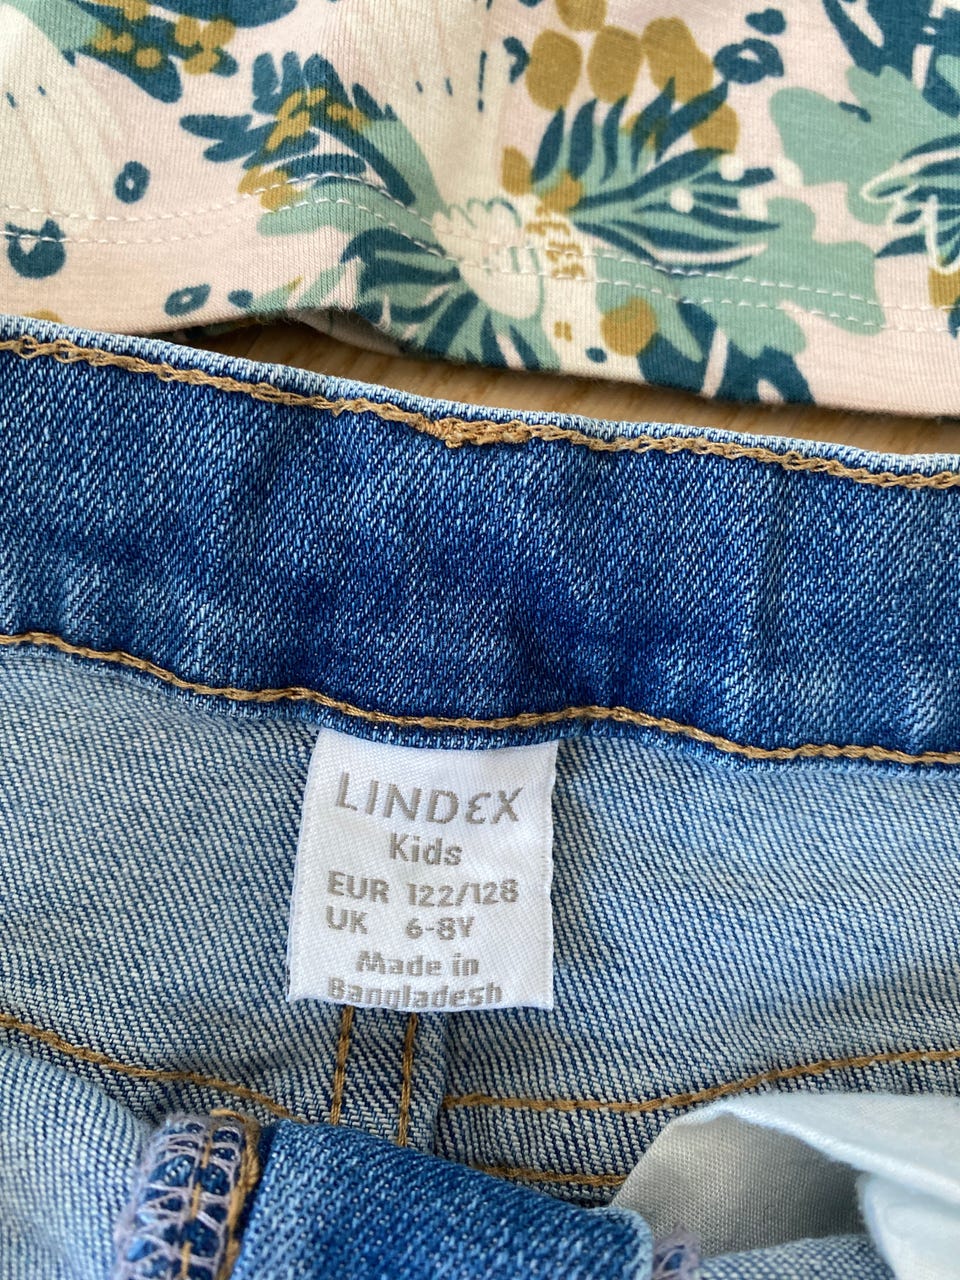 LINDEX
Kids
EUR 122/128
UK 6-8Y
Made in
Bangladesh